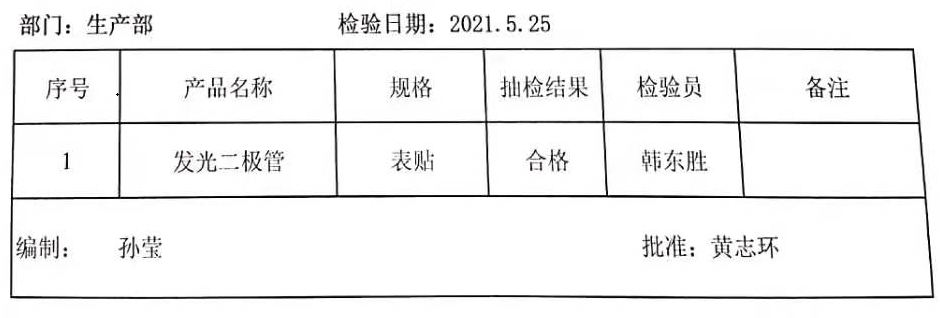 部门：生产部 检验日期：2021.5.25
序号 产品名称 规格 抽检结果 检验员 备注
1 发光二极管 表贴 合格 韩东胜
编制： 孙莹 批准：黄志环